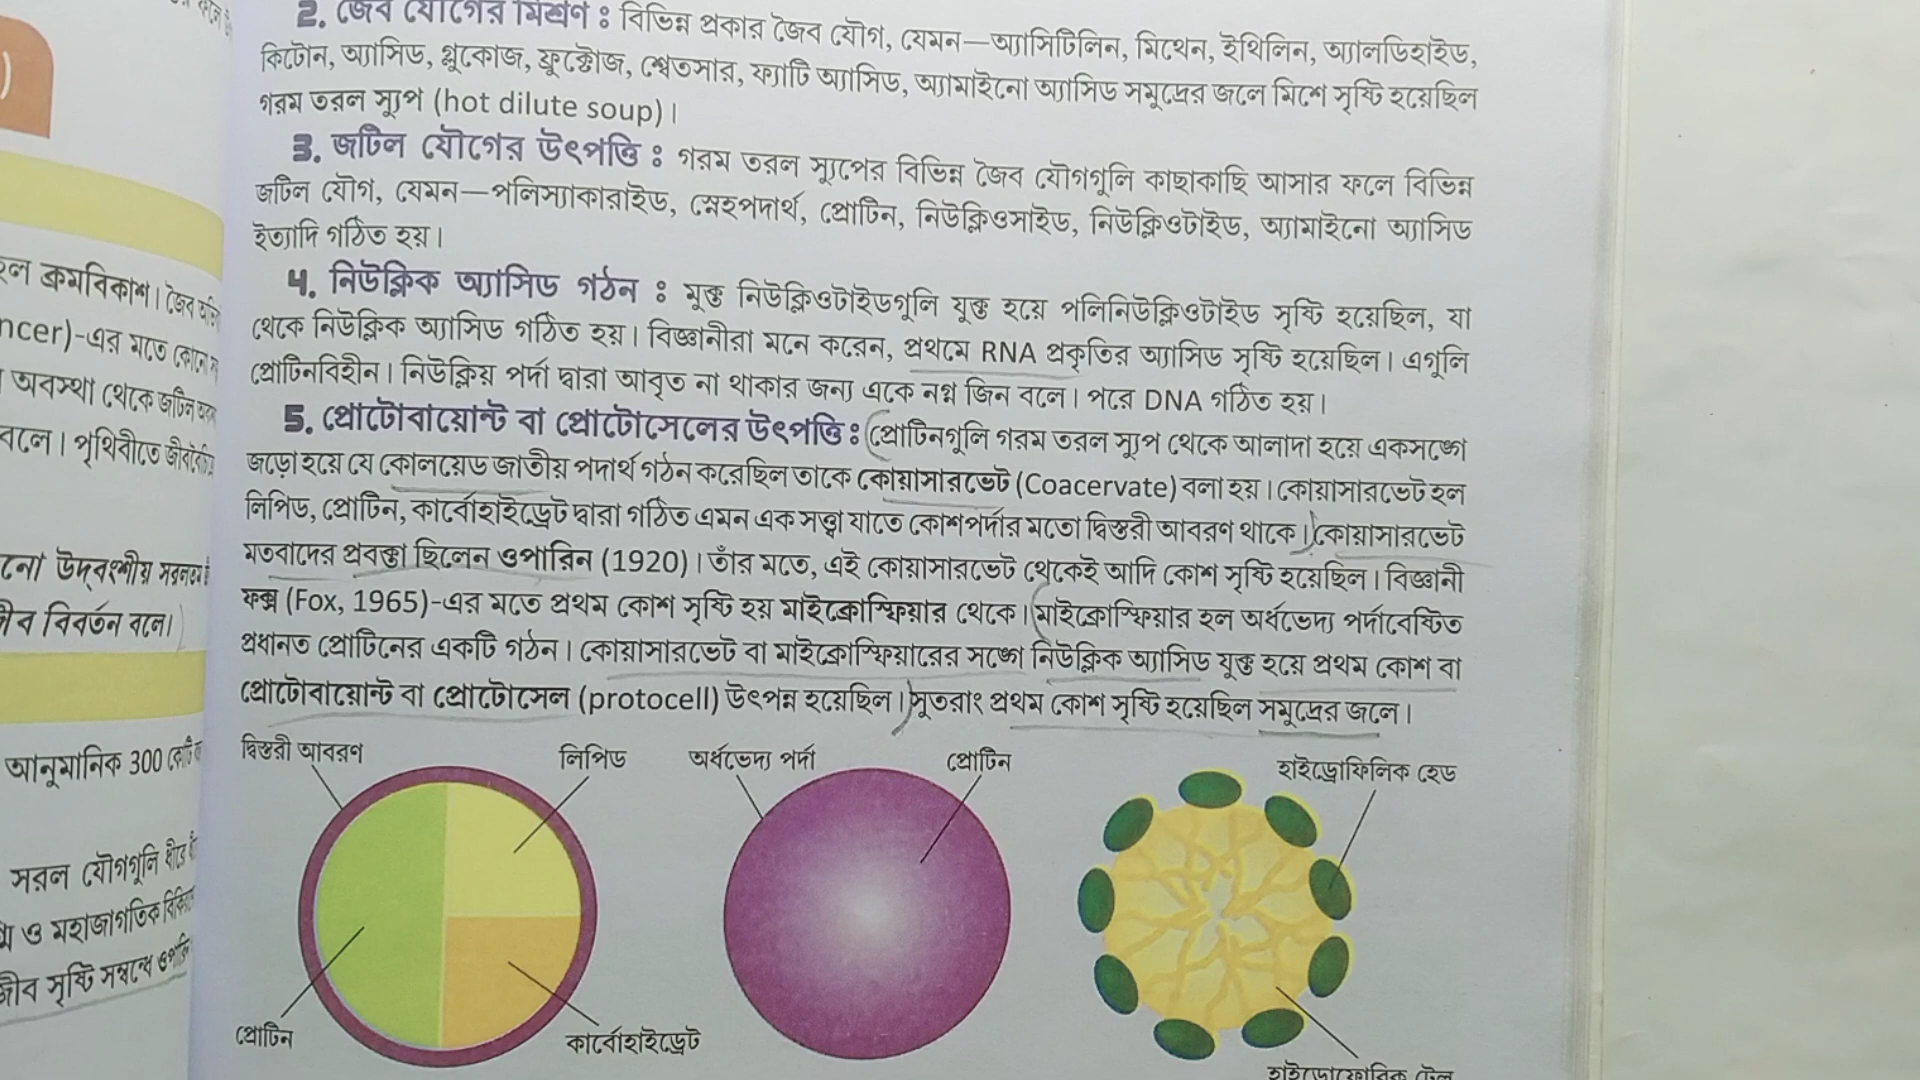 2. জৈব যৌগের মিশ্রণ : বিভিন্ন প্রকার জৈব যৌগ, যেমন—অ্যাসিটিলিন, মিথেন, ইথিলিন, অ্যালডিহাইড,
কিটোন, অ্যাসিড, গ্লুকোজ, ফ্রুক্টোজ, শ্বেতসার, ফ্যাটি অ্যাসিড, অ্যামাইনো অ্যাসিড সমুদ্রের জলে মিশে সৃষ্টি হয়েছিল
গরম তরল স্যুপ (hot dilute soup)।
3. জটিল যৌগের উৎপত্তি : গরম তরল স্যুপের বিভিন্ন জৈব যৌগগুলি কাছাকাছি আসার ফলে বিভিন্ন
জটিল যৌগ, যেমন—পলিস্যাকারাইড, স্নেহপদার্থ, প্রোটিন, নিউক্লিওসাইড, নিউক্লিওটাইড, অ্যামাইনো অ্যাসিড
ইত্যাদি গঠিত হয়।
4. নিউক্লিক অ্যাসিড গঠন : মুক্ত নিউক্লিওটাইডগুলি যুক্ত হয়ে পলিনিউক্লিওটাইড সৃষ্টি হয়েছিল, যা
থেকে নিউক্লিক অ্যাসিড গঠিত হয়। বিজ্ঞানীরা মনে করেন, প্রথমে RNA প্রকৃতির অ্যাসিড সৃষ্টি হয়েছিল। এগুলি
প্রোটিনবিহীন। নিউক্লিয় পর্দা দ্বারা আবৃত না থাকার জন্য একে নগ্ন জিন বলে। পরে DNA গঠিত হয়।
5. প্রোটোবায়োন্ট বা প্রোটোসেলের উৎপত্তি : প্রোটিনগুলি গরম তরল স্যুপ থেকে আলাদা হয়ে একসঙ্গে
জড়ো হয়ে যে কোলয়েড জাতীয় পদার্থ গঠন করেছিল তাকে কোয়াসারভেট (Coacervate) বলা হয়। কোয়াসারভেট হল
লিপিড, প্রোটিন, কার্বোহাইড্রেট দ্বারা গঠিত এমন এক সত্ত্বা যাতে কোশপর্দার মতো দ্বিস্তরী আবরণ থাকে। কোয়াসারভেট
মতবাদের প্রবক্তা ছিলেন ওপারিন (1920)। তাঁর মতে, এই কোয়াসারভেট থেকেই আদি কোশ সৃষ্টি হয়েছিল। বিজ্ঞানী
ফক্স (Fox, 1965)-এর মতে প্রথম কোশ সৃষ্টি হয় মাইক্রোস্ফিয়ার থেকে। মাইক্রোস্ফিয়ার হল অর্ধভেদ্য পর্দাবেষ্টিত
প্রধানত প্রোটিনের একটি গঠন। কোয়াসারভেট বা মাইক্রোস্ফিয়ারের সঙ্গে নিউক্লিক অ্যাসিড যুক্ত হয়ে প্রথম কোশ বা
প্রোটোবায়োন্ট বা প্রোটোসেল (protocell) উৎপন্ন হয়েছিল। সুতরাং প্রথম কোশ সৃষ্টি হয়েছিল সমুদ্রের জলে।
দ্বিস্তরী আবরণ
লিপিড
প্রোটিন
কার্বোহাইড্রেট
অর্ধভেদ্য পর্দা
প্রোটিন
হাইড্রোফিলিক হেড
ক্রমবিকাশ। জৈব
ncer)-এর মতে কোনো
অবস্থা থেকে জটিল
বলে। পৃথিবীতে
উদ্‌বংশীয়
বিবর্তন বলে।
আনুমানিক 300 কোটি
সরল যৌগগুলি ধীরে
ও মহাজাগতিক
সৃষ্টি সম্বন্ধে